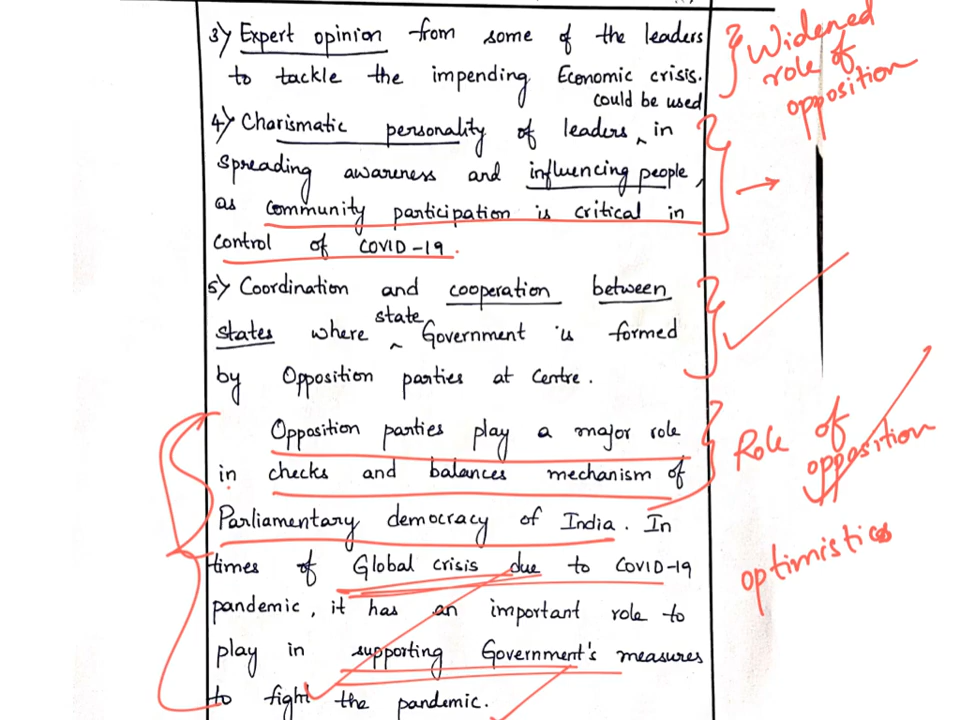 3) Expert opinion from some of the leaders
to tackle the impending Economic crisis.
could be used
4) Charismatic personality of leaders ^ in
spreading awareness and influencing people,
as community participation is critical in
control of COVID-19.
5) Coordination and cooperation between
state
states where ^ Government is formed
by Opposition parties at Centre.
Opposition parties play a major role
in checks and balances mechanism of
Parliamentary democracy of India. In
times of Global crisis due to COVID-19
pandemic, it has an important role to
play in supporting Government's measures
to fight the pandemic.
Widened
role of
opposition
Role of
opposition
optimistics